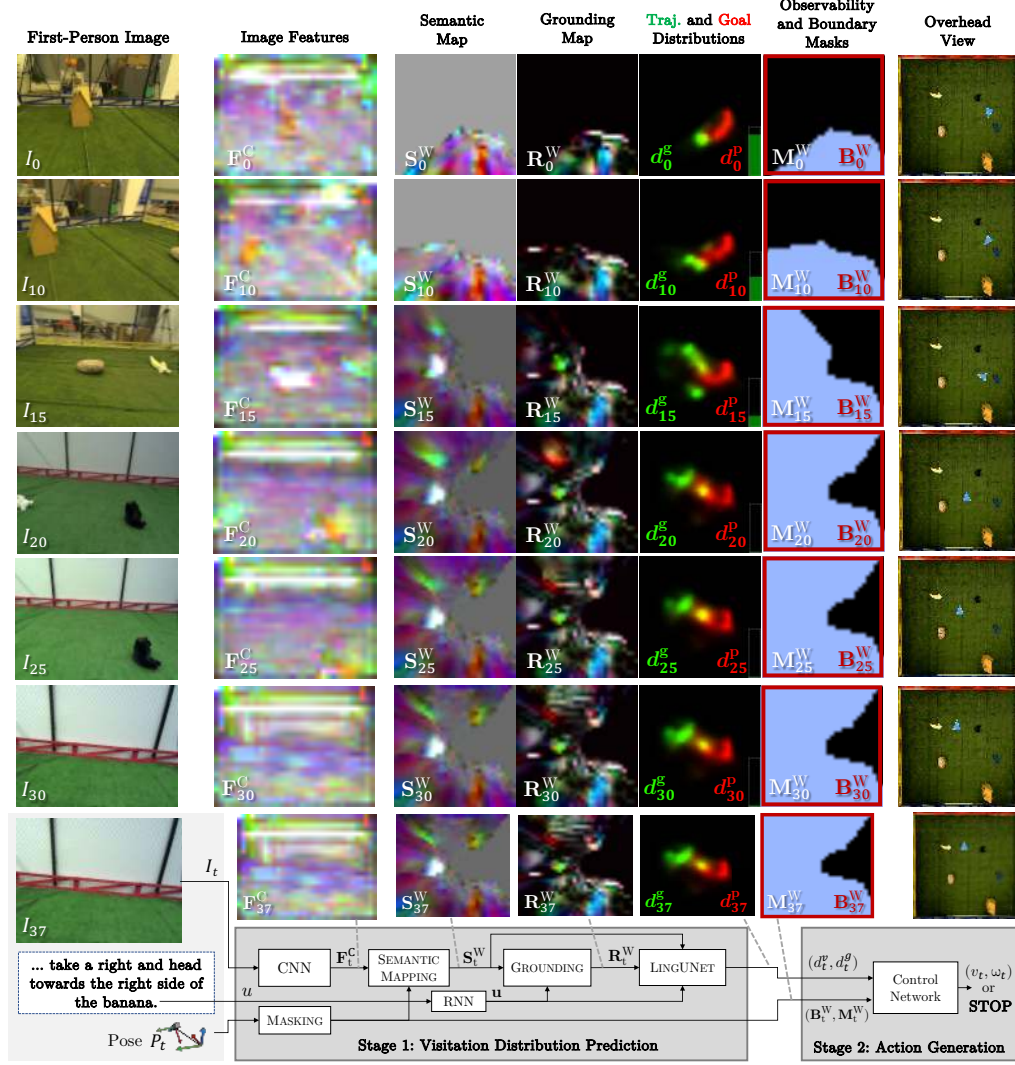 First-Person Image
Image Features
Semantic
Map
Grounding
Map
Traj. and Goal
Distributions
Observability
and Boundary
Masks
Overhead
View
I₀
F₀ᶜ
S₀ᵂ
R₀ᵂ
d₀ᵍ
d₀ᵖ
M₀ᵂ
B₀ᵂ
I₁₀
F₁₀ᶜ
S₁₀ᵂ
R₁₀ᵂ
d₁₀ᵍ
d₁₀ᵖ
M₁₀ᵂ
B₁₀ᵂ
I₁₅
F₁₅ᶜ
S₁₅ᵂ
R₁₅ᵂ
d₁₅ᵍ
d₁₅ᵖ
M₁₅ᵂ
B₁₅ᵂ
I₂₀
F₂₀ᶜ
S₂₀ᵂ
R₂₀ᵂ
d₂₀ᵍ
d₂₀ᵖ
M₂₀ᵂ
B₂₀ᵂ
I₂₅
F₂₅ᶜ
S₂₅ᵂ
R₂₅ᵂ
d₂₅ᵍ
d₂₅ᵖ
M₂₅ᵂ
B₂₅ᵂ
I₃₀
F₃₀ᶜ
S₃₀ᵂ
R₃₀ᵂ
d₃₀ᵍ
d₃₀ᵖ
M₃₀ᵂ
B₃₀ᵂ
I₃₇
F₃₇ᶜ
S₃₇ᵂ
R₃₇ᵂ
d₃₇ᵍ
d₃₇ᵖ
M₃₇ᵂ
B₃₇ᵂ
Iₜ
... take a right and head
towards the right side of
the banana.
u
Pose Pₜ
CNN
Fₜᶜ
SEMANTIC
MAPPING
Sₜᵂ
GROUNDING
Rₜᵂ
LINGUNET
RNN
u
MASKING
Stage 1: Visitation Distribution Prediction
(dₜᵖ, dₜᵍ)
(Bₜᵂ, Mₜᵂ)
Control
Network
(vₜ, ωₜ)
or
STOP
Stage 2: Action Generation